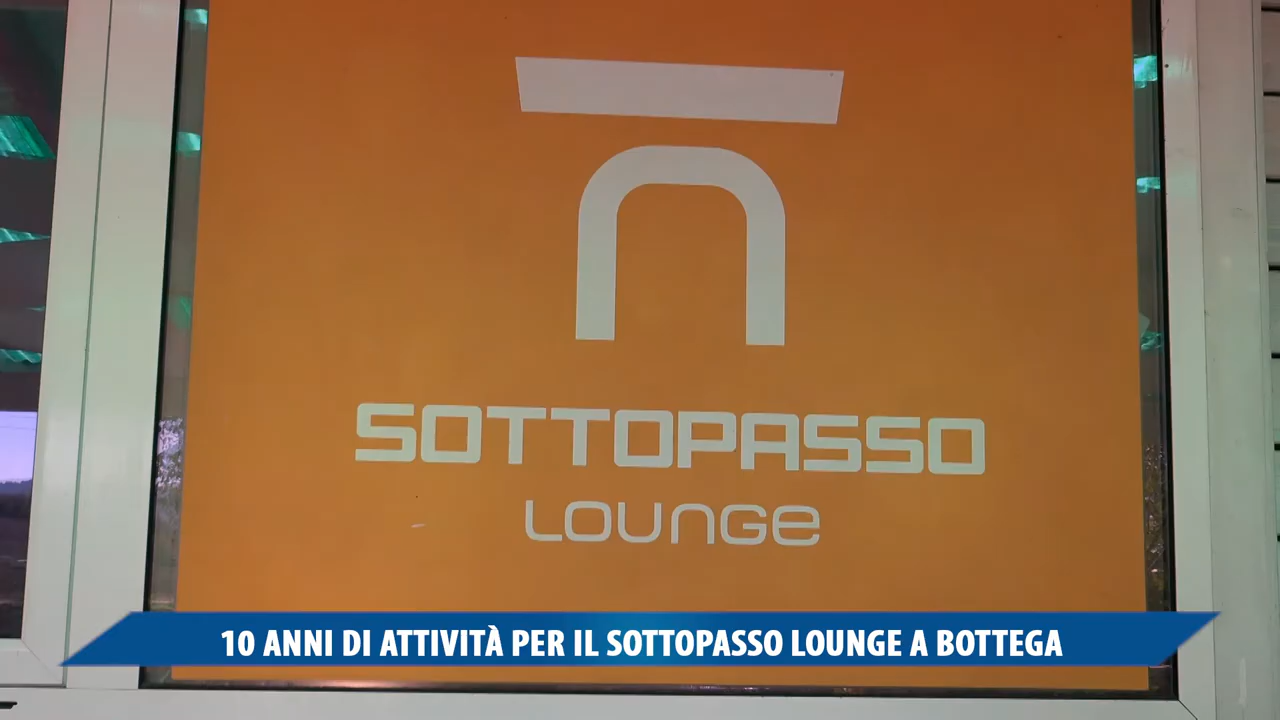 SOTTOPASSO
LOUNGE
10 ANNI DI ATTIVITÀ PER IL SOTTOPASSO LOUNGE A BOTTEGA